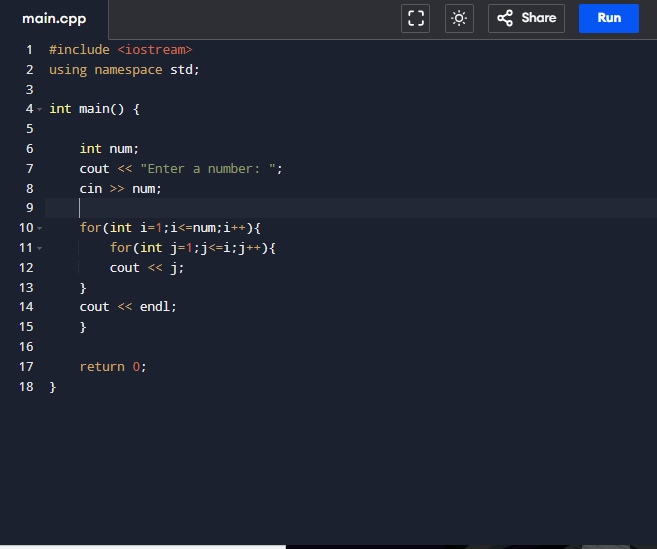 main.cpp Share Run
1 #include <iostream>
2 using namespace std;
3
4 int main() {
5
6     int num;
7     cout << "Enter a number: ";
8     cin >> num;
9
10     for(int i=1;i<=num;i++){
11         for(int j=1;j<=i;j++){
12         cout << j;
13     }
14     cout << endl;
15     }
16
17     return 0;
18 }